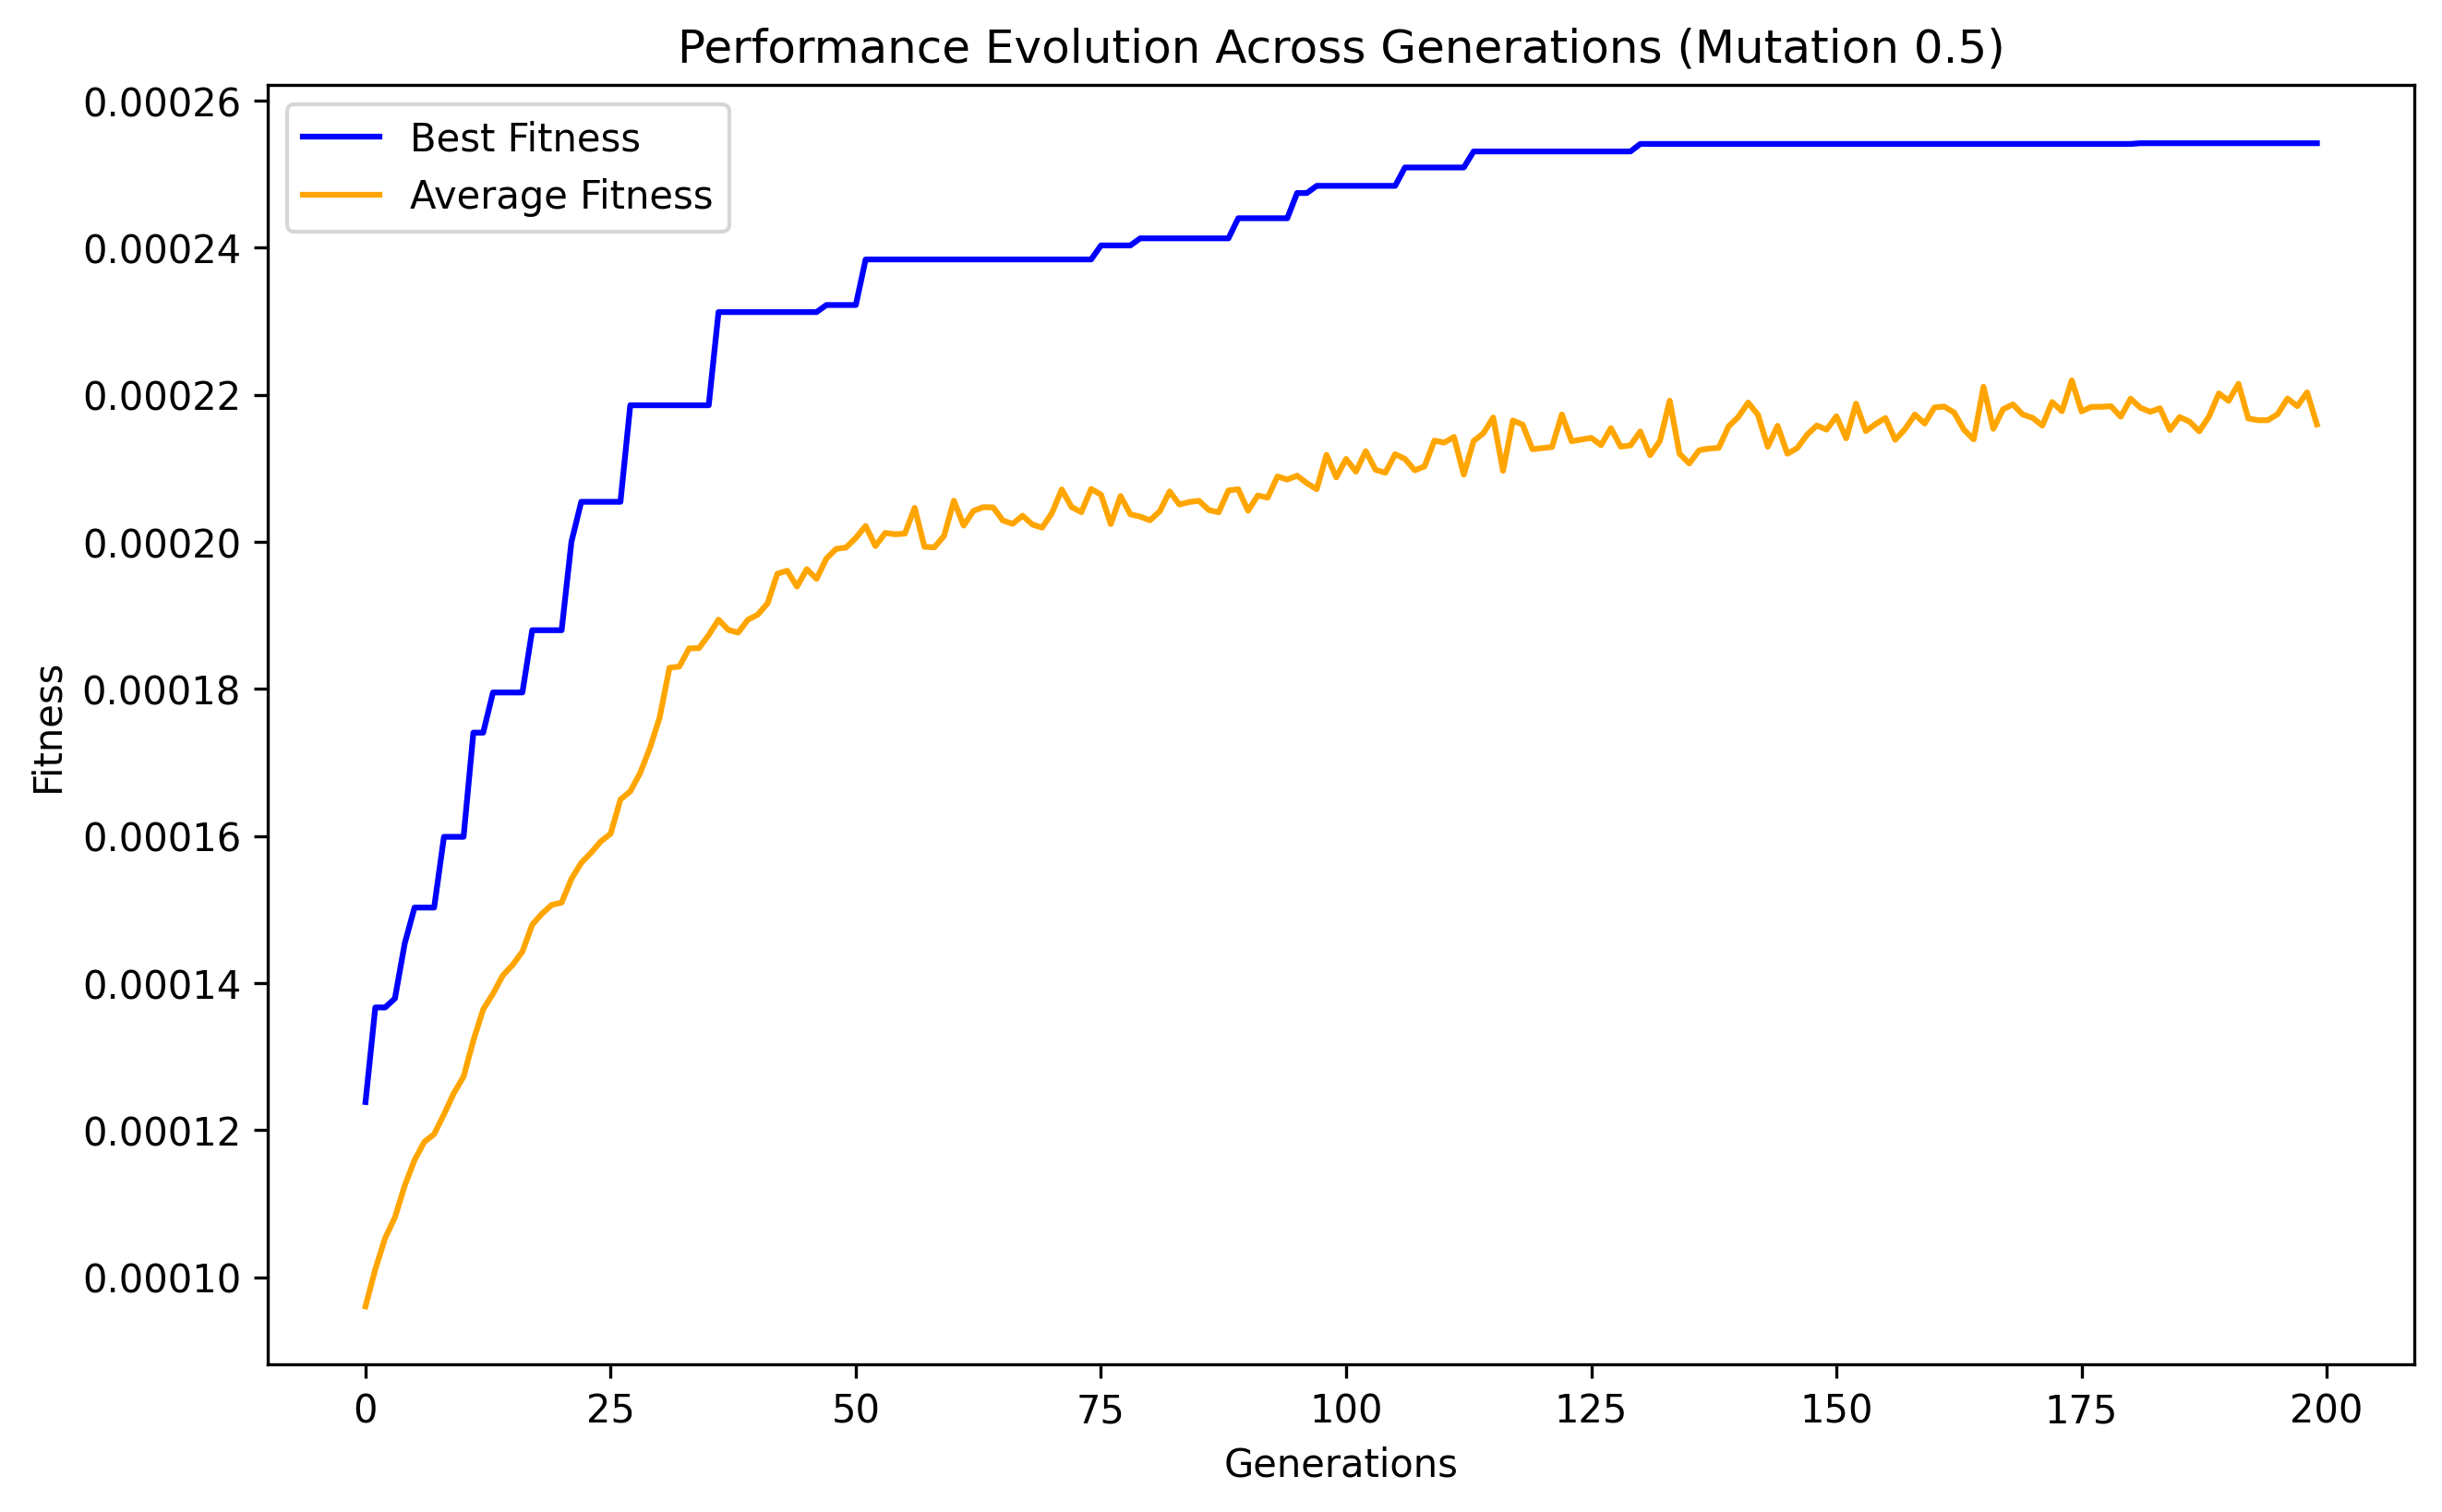 Performance Evolution Across Generations (Mutation 0.5)
Best Fitness
Average Fitness
0.00026
0.00024
0.00022
0.00020
0.00018
0.00016
0.00014
0.00012
0.00010
Fitness
0 25 50 75 100 125 150 175 200
Generations